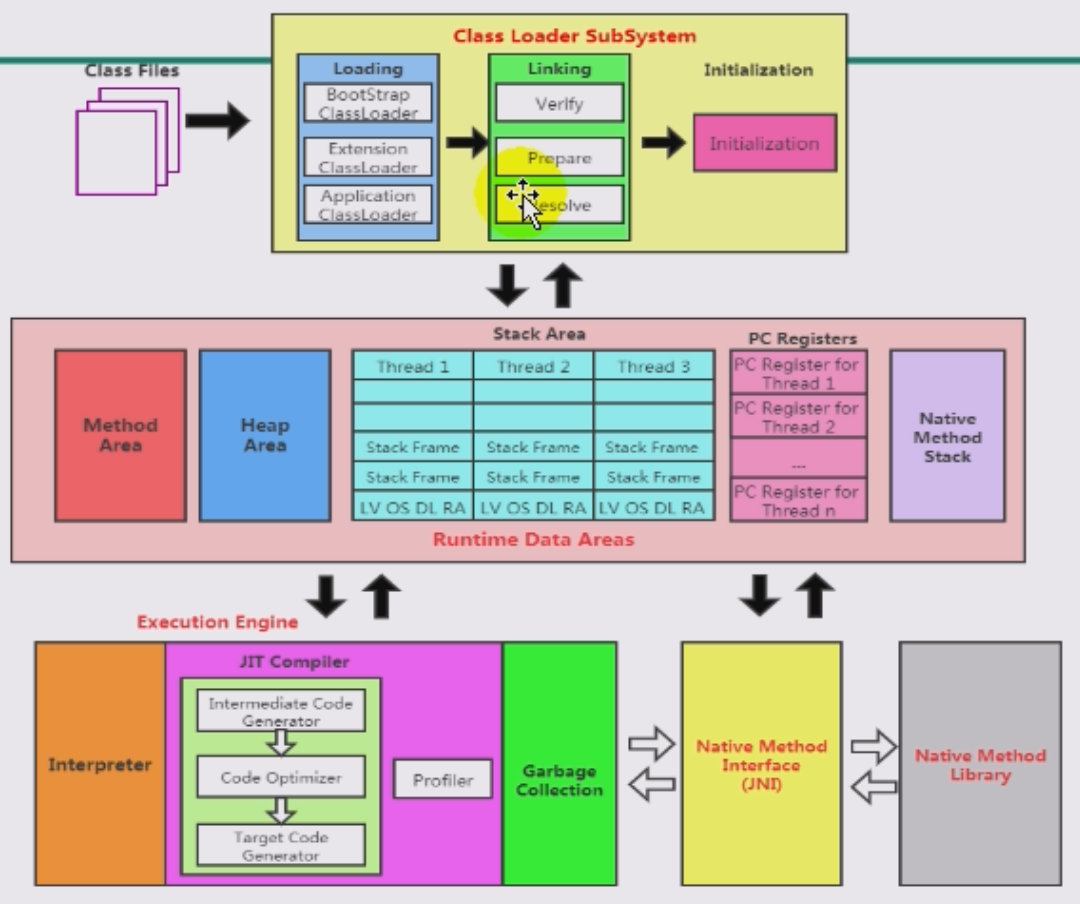 Class Loader SubSystem
Class Files
Loading
BootStrap
ClassLoader
Extension
ClassLoader
Application
ClassLoader
Linking
Verify
Prepare
Initialization
Initialization
Stack Area
PC Registers
Method
Area
Heap
Area
Thread 1
Thread 2
Thread 3
Stack Frame
Stack Frame
Stack Frame
Stack Frame
Stack Frame
Stack Frame
LV OS DL RA
LV OS DL RA
LV OS DL RA
PC Register for
Thread 1
PC Register for
Thread 2
...
PC Register for
Thread n
Native
Method
Stack
Runtime Data Areas
Execution Engine
Interpreter
JIT Compiler
Intermediate Code
Generator
Code Optimizer
Target Code
Generator
Profiler
Garbage
Collection
Native Method
Interface
(JNI)
Native Method
Library